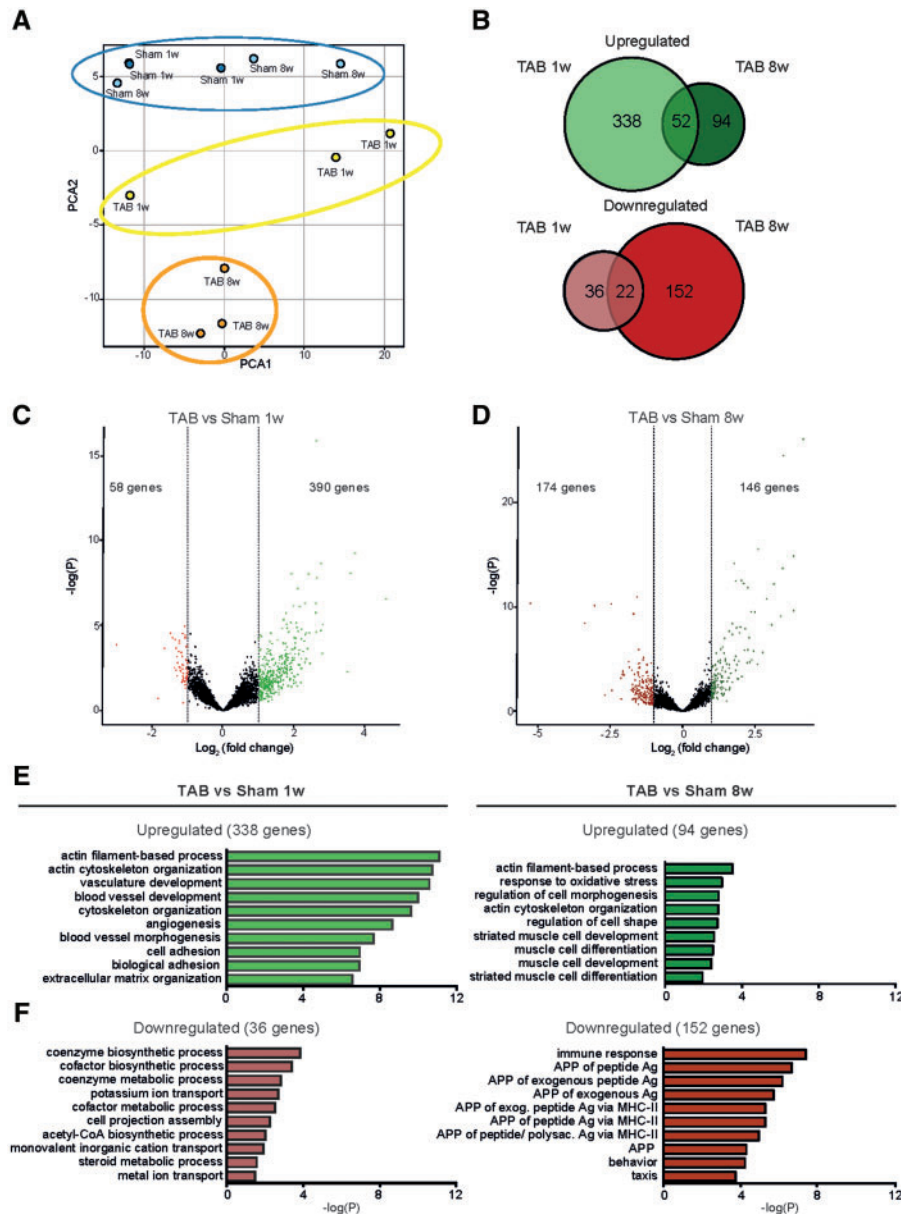 A
Sham 1w
Sham 1w
Sham 8w
Sham 1w
Sham 8w
Sham 8w
TAB 1w
TAB 1w
TAB 1w
TAB 8w
TAB 8w
TAB 8w
5
0
-5
-10
PCA2
-10
0
10
20
PCA1
B
Upregulated
TAB 1w
TAB 8w
338
52
94
Downregulated
TAB 1w
TAB 8w
36
22
152
C
TAB vs Sham 1w
58 genes
390 genes
15
10
5
0
-log(P)
-2
0
2
4
Log2 (fold change)
D
TAB vs Sham 8w
174 genes
146 genes
20
10
0
-log(P)
-5.0
-2.5
0
2.5
Log2 (fold change)
E
TAB vs Sham 1w
Upregulated (338 genes)
actin filament-based process
actin cytoskeleton organization
vasculature development
blood vessel development
cytoskeleton organization
angiogenesis
blood vessel morphogenesis
cell adhesion
biological adhesion
extracellular matrix organization
0
4
8
12
TAB vs Sham 8w
Upregulated (94 genes)
actin filament-based process
response to oxidative stress
regulation of cell morphogenesis
actin cytoskeleton organization
regulation of cell shape
striated muscle cell development
muscle cell differentiation
muscle cell development
striated muscle cell differentiation
0
4
8
12
F
Downregulated (36 genes)
coenzyme biosynthetic process
cofactor biosynthetic process
coenzyme metabolic process
potassium ion transport
cofactor metabolic process
cell projection assembly
acetyl-CoA biosynthetic process
monovalent inorganic cation transport
steroid metabolic process
metal ion transport
0
4
8
12
Downregulated (152 genes)
immune response
APP of peptide Ag
APP of exogenous peptide Ag
APP of exogenous Ag
APP of exog. peptide Ag via MHC-II
APP of peptide Ag via MHC-II
APP of peptide/ polysac. Ag via MHC-II
APP
behavior
taxis
0
4
8
12
-log(P)